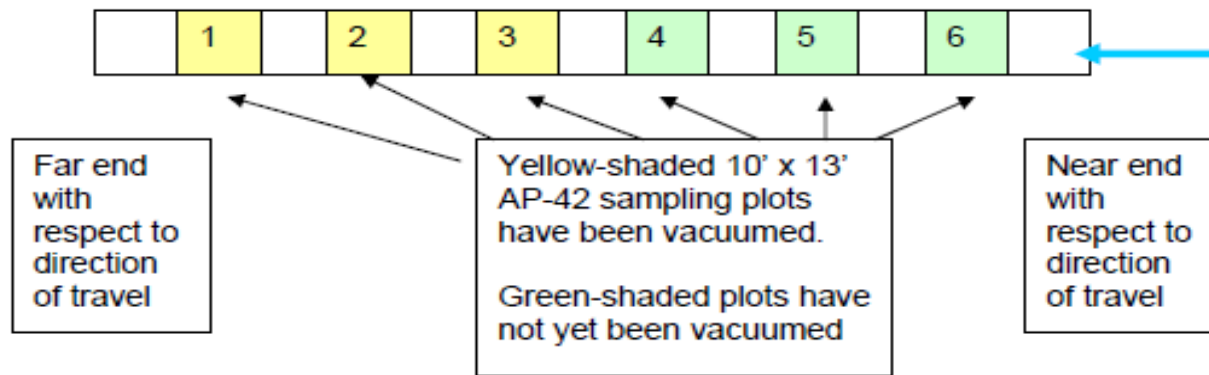 1 2 3 4 5 6
Far end
with
respect to
direction
of travel
Yellow-shaded 10' x 13'
AP-42 sampling plots
have been vacuumed.
Green-shaded plots have
not yet been vacuumed
Near end
with
respect to
direction
of travel